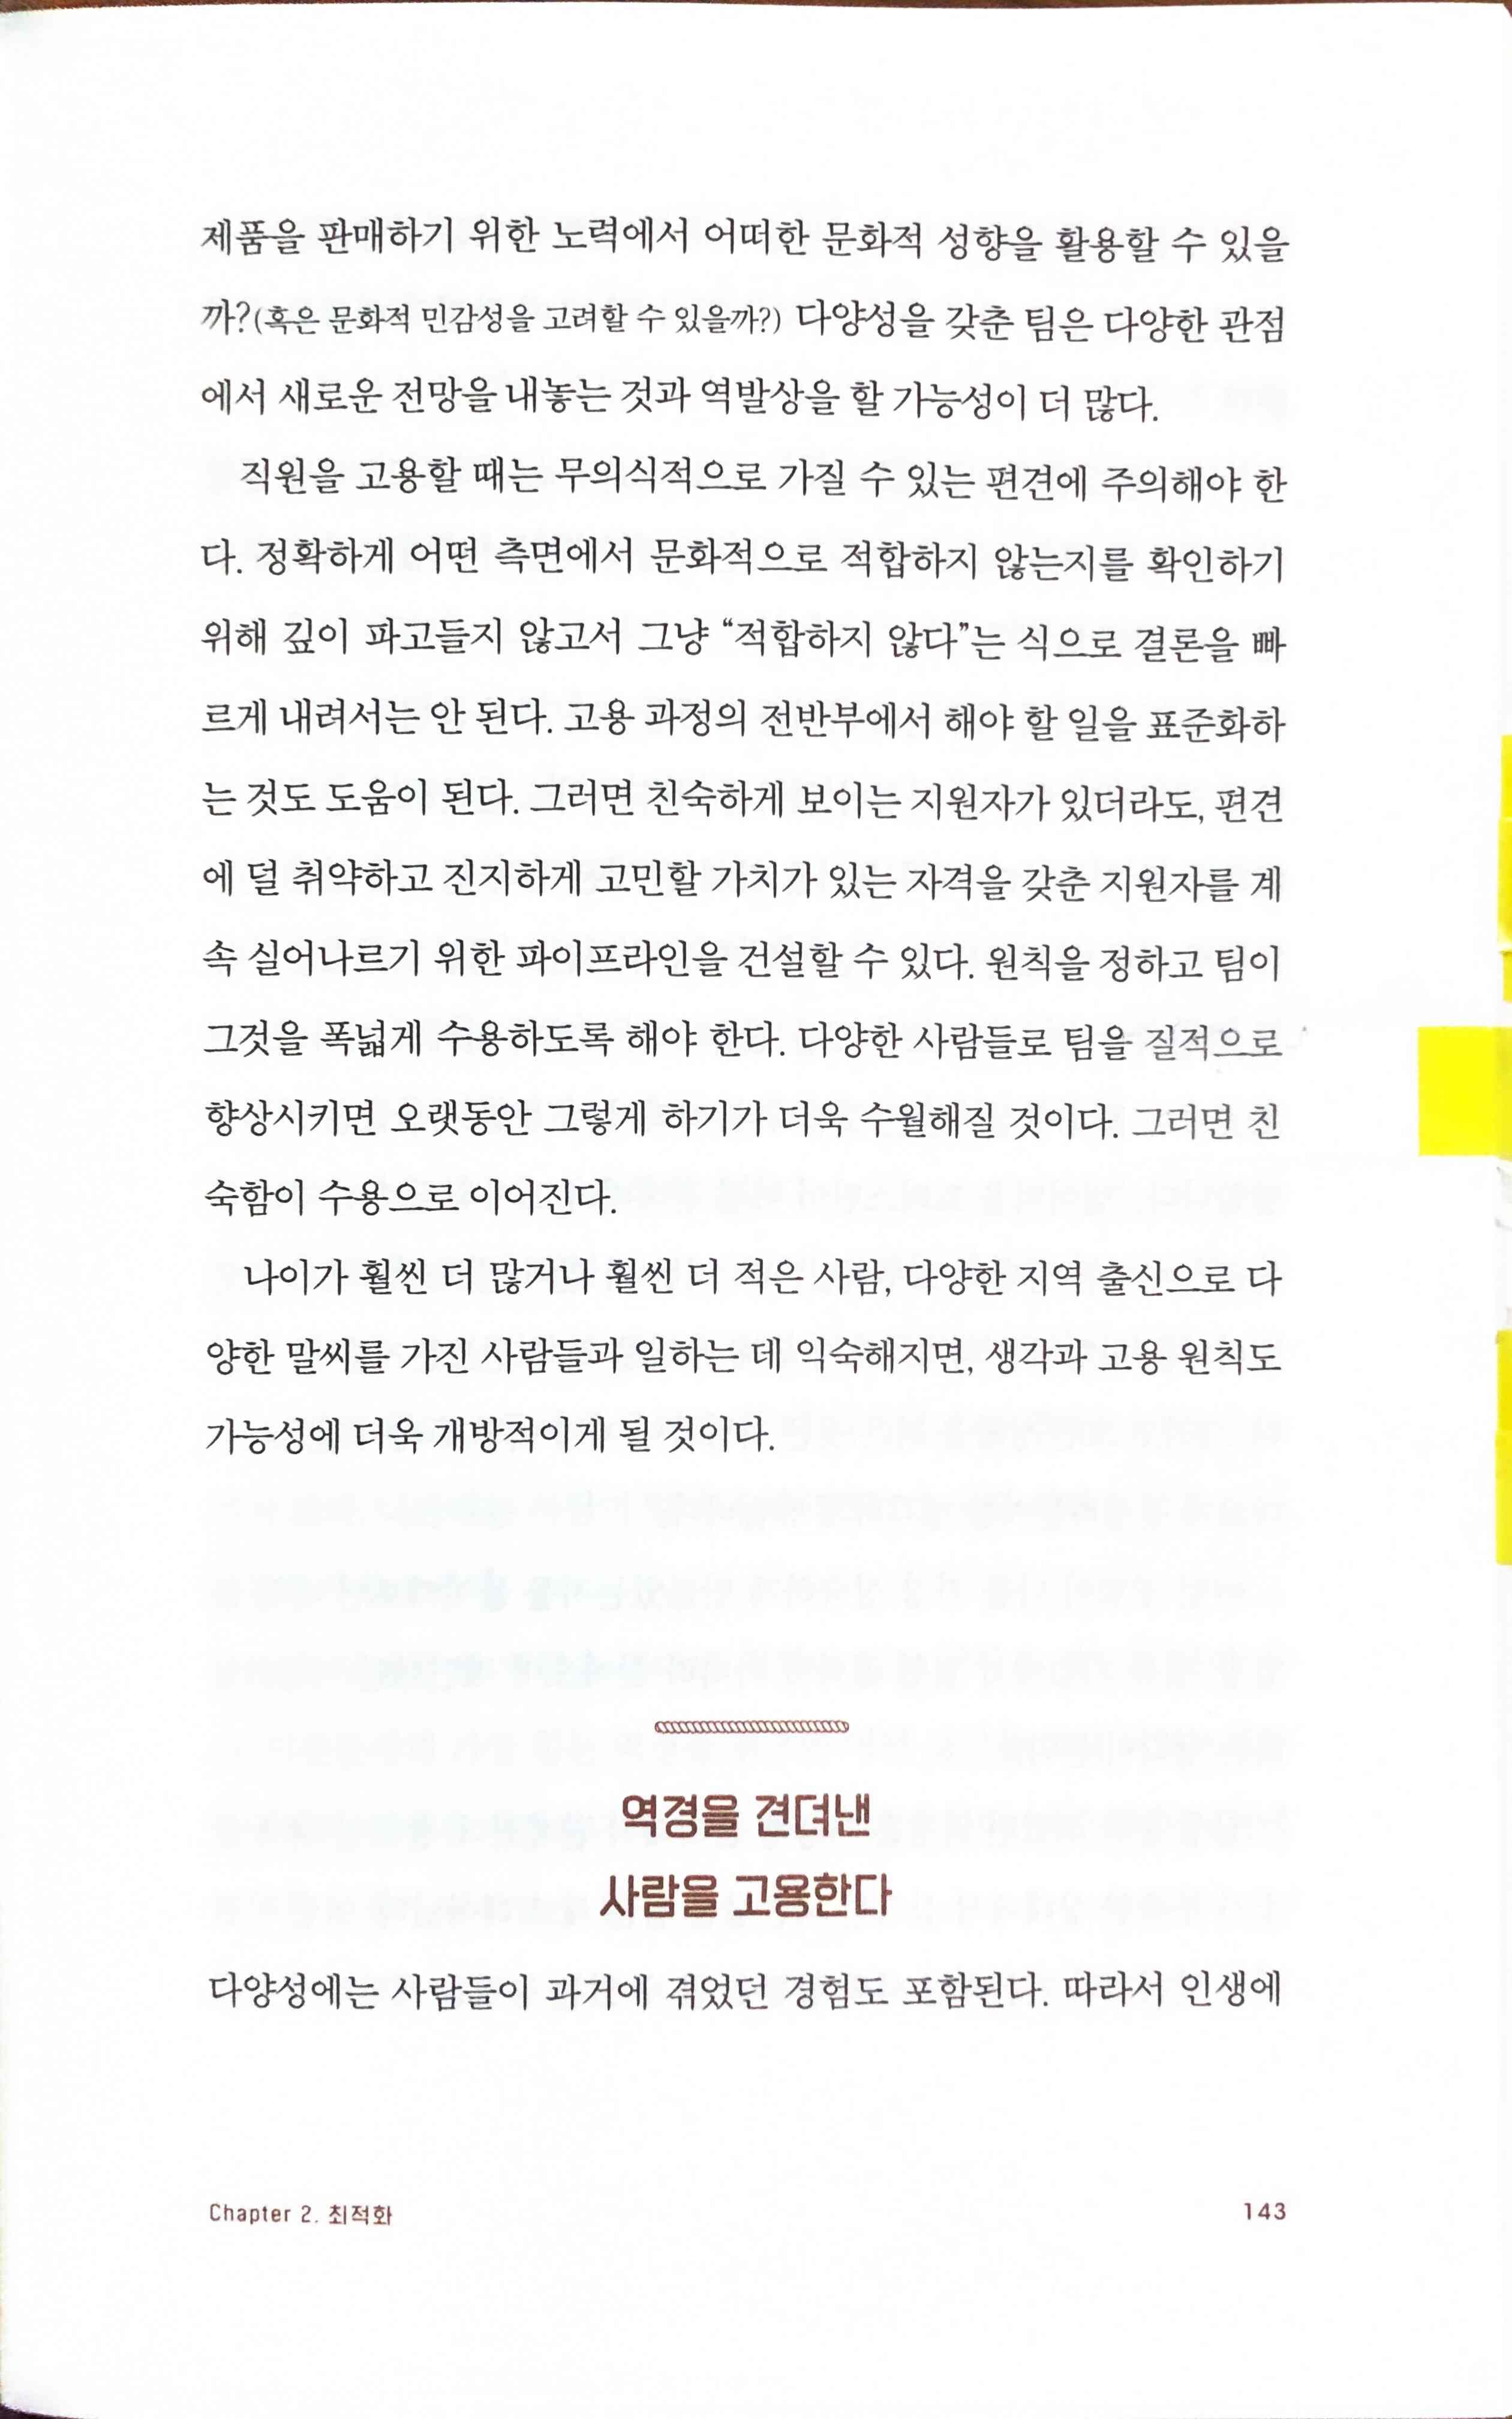 제품을 판매하기 위한 노력에서 어떠한 문화적 성향을 활용할 수 있을
까?(혹은 문화적 민감성을 고려할 수 있을까?) 다양성을 갖춘 팀은 다양한 관점
에서 새로운 전망을 내놓는 것과 역발상을 할 가능성이 더 많다.
직원을 고용할 때는 무의식적으로 가질 수 있는 편견에 주의해야 한
다. 정확하게 어떤 측면에서 문화적으로 적합하지 않는지를 확인하기
위해 깊이 파고들지 않고서 그냥 “적합하지 않다”는 식으로 결론을 빠
르게 내려서는 안 된다. 고용 과정의 전반부에서 해야 할 일을 표준화하
는 것도 도움이 된다. 그러면 친숙하게 보이는 지원자가 있더라도, 편견
에 덜 취약하고 진지하게 고민할 가치가 있는 자격을 갖춘 지원자를 계
속 실어나르기 위한 파이프라인을 건설할 수 있다. 원칙을 정하고 팀이
그것을 폭넓게 수용하도록 해야 한다. 다양한 사람들로 팀을 질적으로
향상시키면 오랫동안 그렇게 하기가 더욱 수월해질 것이다. 그러면 친
숙함이 수용으로 이어진다.
나이가 훨씬 더 많거나 훨씬 더 적은 사람, 다양한 지역 출신으로 다
양한 말씨를 가진 사람들과 일하는 데 익숙해지면, 생각과 고용 원칙도
가능성에 더욱 개방적이게 될 것이다.
역경을 견뎌낸
사람을 고용한다
다양성에는 사람들이 과거에 겪었던 경험도 포함된다. 따라서 인생에
Chapter 2. 최적화
143